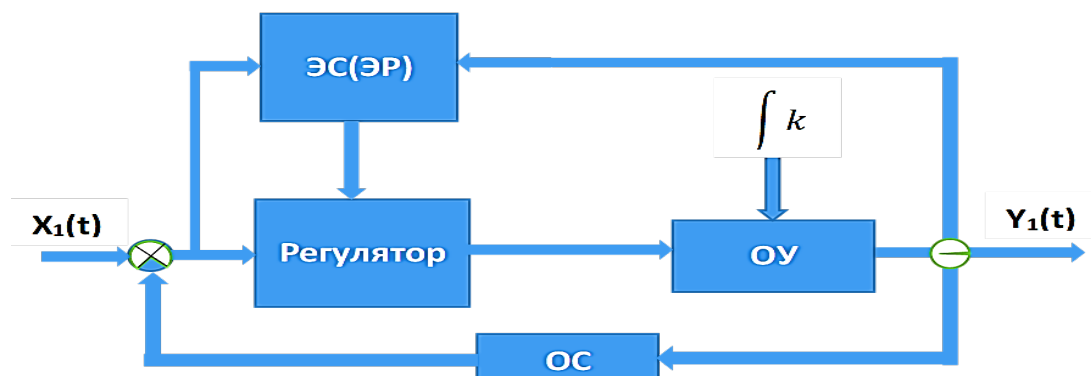 ЭС(ЭР)
∫ k
X₁(t)
Регулятор
ОУ
Y₁(t)
ОС